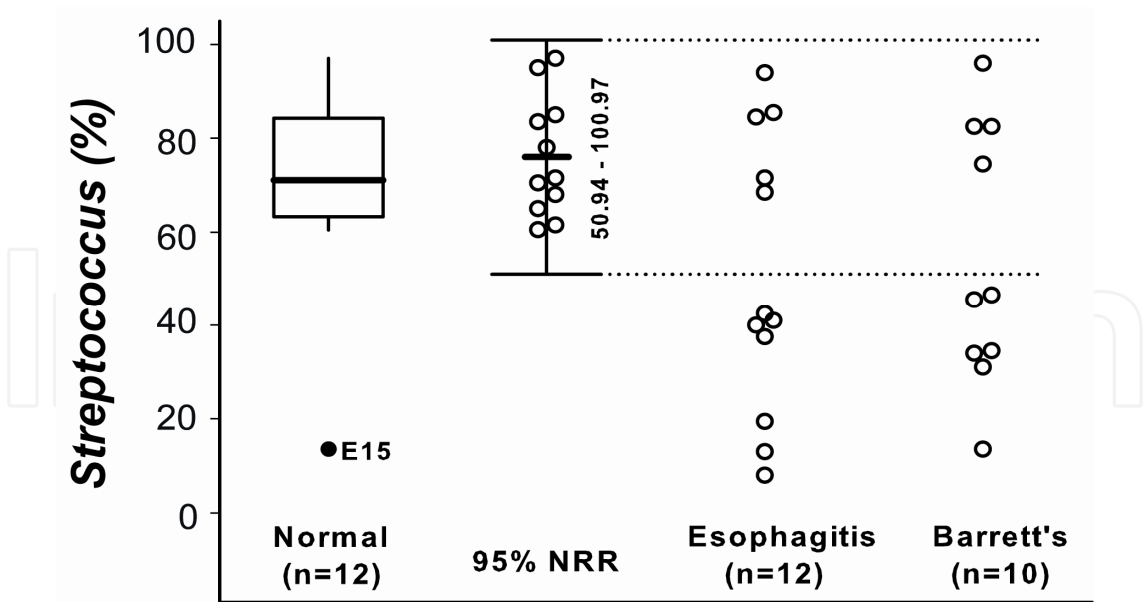 Streptococcus (%)
100
80
60
40
20
0
E15
50.94 - 100.97
Normal
(n=12)
95% NRR
Esophagitis
(n=12)
Barrett's
(n=10)